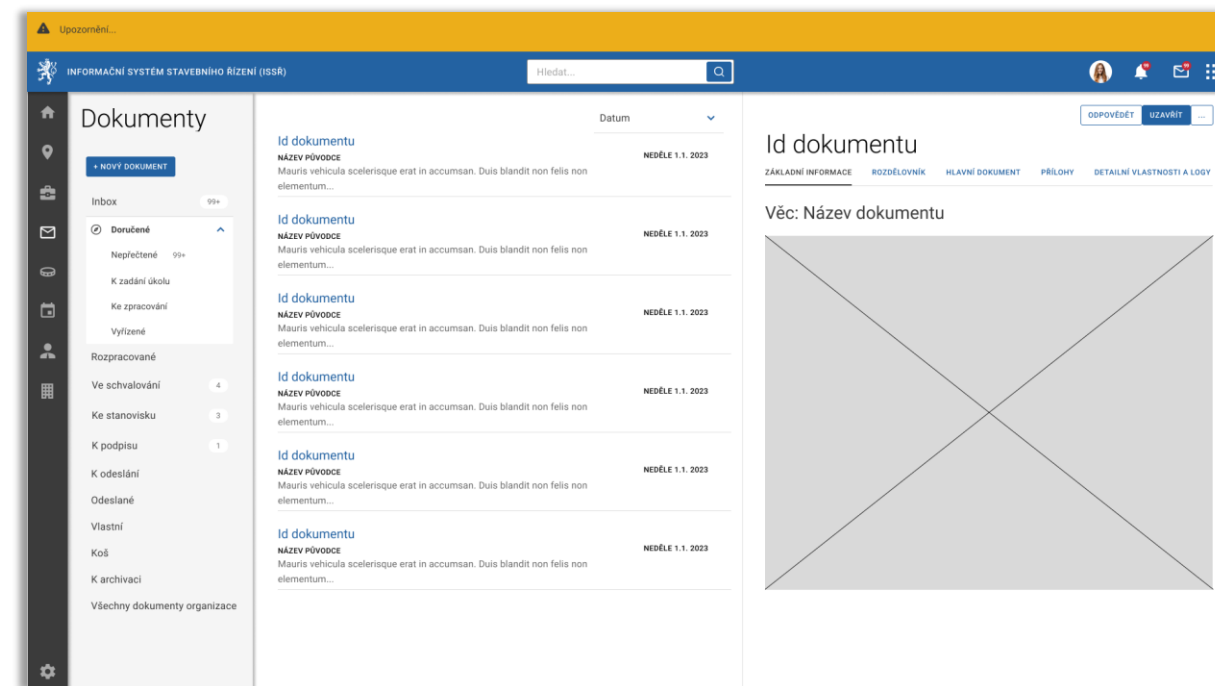 Upozornění...
INFORMAČNÍ SYSTÉM STAVEBNÍHO ŘÍZENÍ (ISSŘ)
Hledat...
Dokumenty
+ NOVÝ DOKUMENT
Inbox 99+
Doručené
Nepřečtené 99+
K zadání úkolu
Ke zpracování
Vyřízené
Rozpracované
Ve schvalování 4
Ke stanovisku 3
K podpisu 1
K odeslání
Odeslané
Vlastní
Koš
K archivaci
Všechny dokumenty organizace
Datum
Id dokumentu
NÁZEV PŮVODCE NEDĚLE 1.1. 2023
Mauris vehicula scelerisque erat in accumsan. Duis blandit non felis non
elementum...
Id dokumentu
NÁZEV PŮVODCE NEDĚLE 1.1. 2023
Mauris vehicula scelerisque erat in accumsan. Duis blandit non felis non
elementum...
Id dokumentu
NÁZEV PŮVODCE NEDĚLE 1.1. 2023
Mauris vehicula scelerisque erat in accumsan. Duis blandit non felis non
elementum...
Id dokumentu
NÁZEV PŮVODCE NEDĚLE 1.1. 2023
Mauris vehicula scelerisque erat in accumsan. Duis blandit non felis non
elementum...
Id dokumentu
NÁZEV PŮVODCE NEDĚLE 1.1. 2023
Mauris vehicula scelerisque erat in accumsan. Duis blandit non felis non
elementum...
Id dokumentu
NÁZEV PŮVODCE NEDĚLE 1.1. 2023
Mauris vehicula scelerisque erat in accumsan. Duis blandit non felis non
elementum...
ODPOVĚDĚT UZAVŘÍT ...
Id dokumentu
ZÁKLADNÍ INFORMACE ROZDĚLOVNÍK HLAVNÍ DOKUMENT PŘÍLOHY DETAILNÍ VLASTNOSTI A LOGY
Věc: Název dokumentu